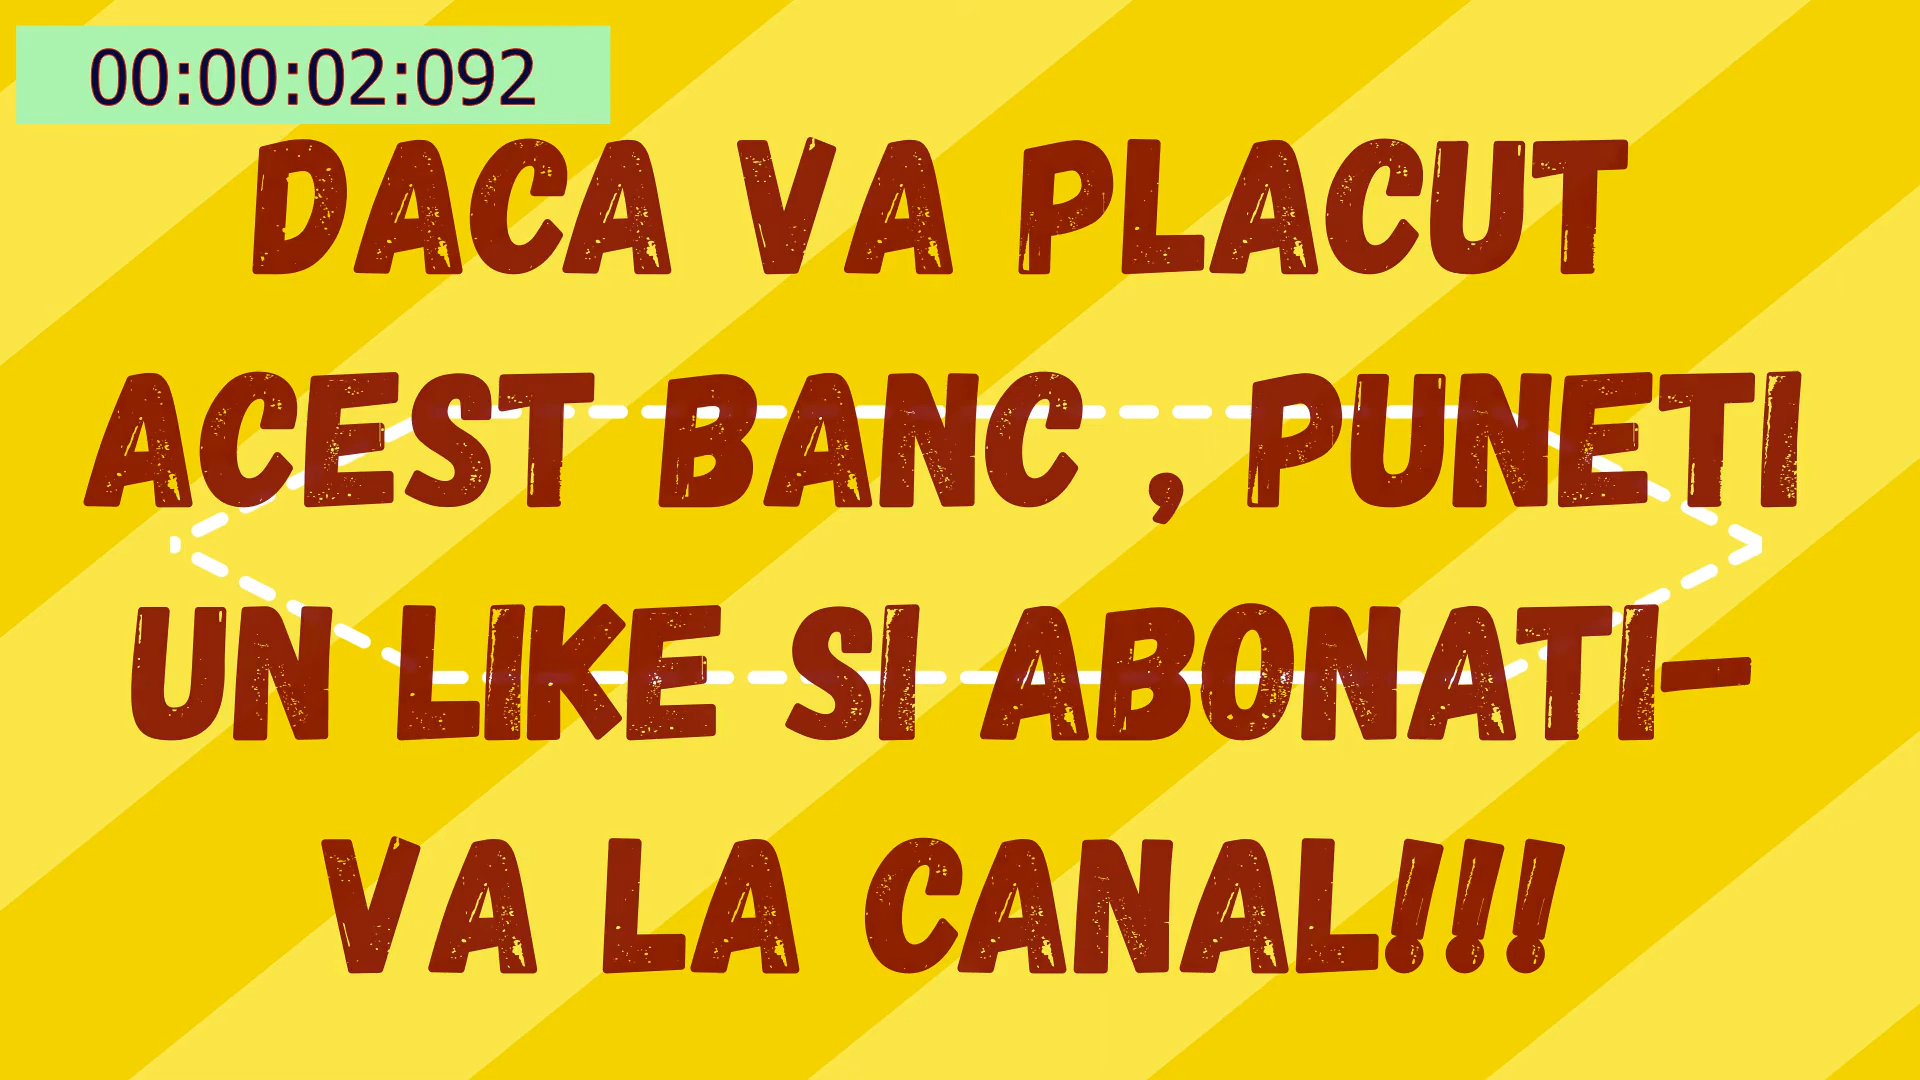 00:00:02:092
DACA VA PLACUT
ACEST BANC , PUNETI
UN LIKE SI ABONATI-
VA LA CANAL!!!